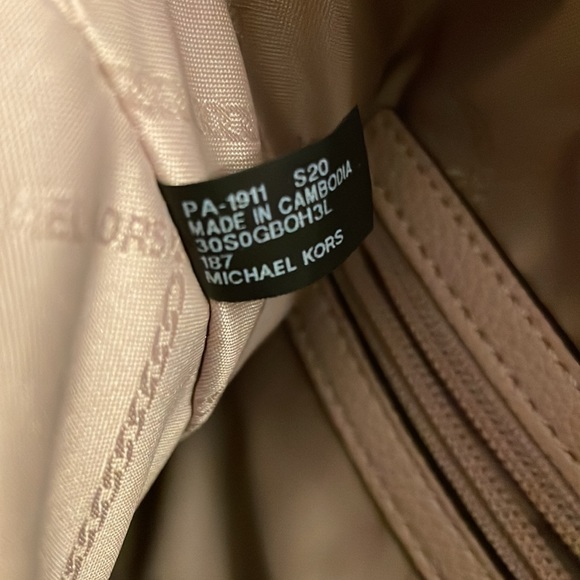 PA-1911 S20
MADE IN CAMBODIA
30S0GBOH3L
187
MICHAEL KORS